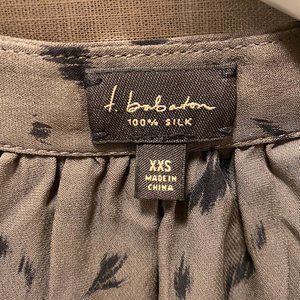 t. babaton
100% SILK
XXS
MADE IN
CHINA